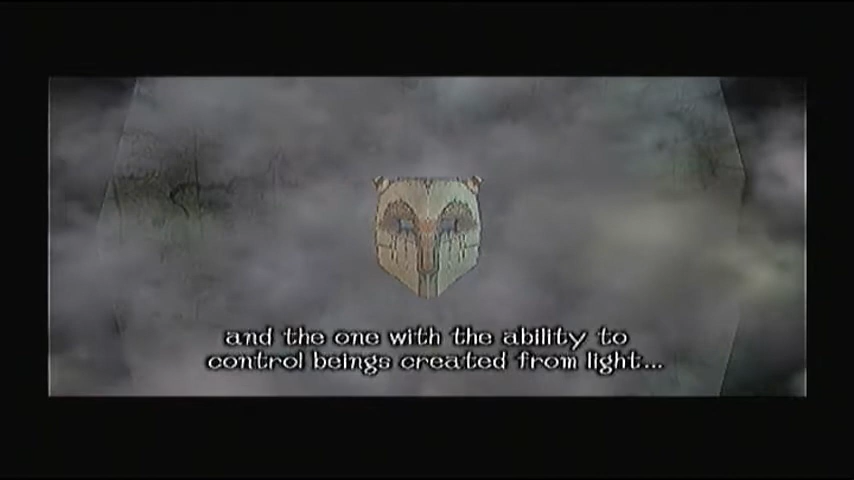 and the one with the ability to
control beings created from light...